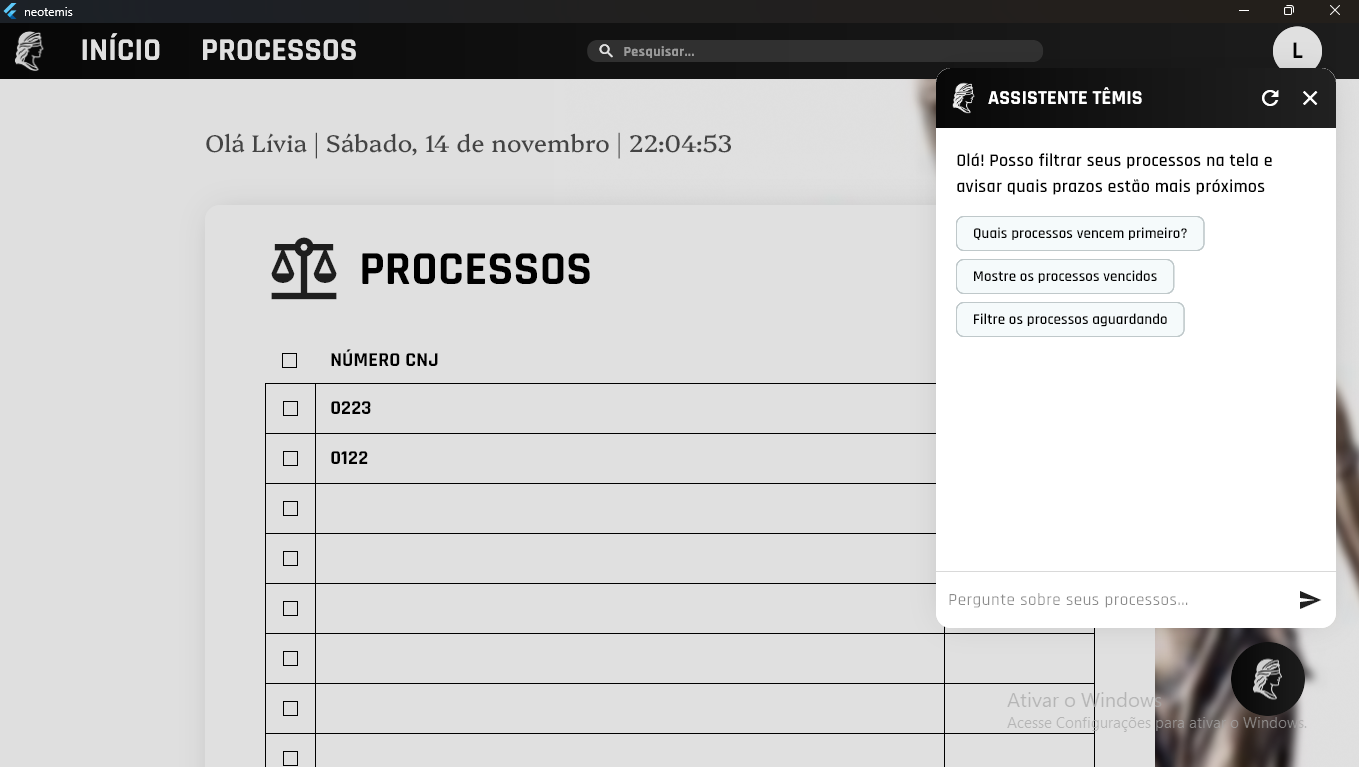 neotemis
INÍCIO PROCESSOS
Pesquisar...
L
Olá Lívia | Sábado, 14 de novembro | 22:04:53
PROCESSOS
NÚMERO CNJ
0223
0122
ASSISTENTE TÊMIS
Olá! Posso filtrar seus processos na tela e
avisar quais prazos estão mais próximos
Quais processos vencem primeiro?
Mostre os processos vencidos
Filtre os processos aguardando
Pergunte sobre seus processos...
Ativar o Windows
Acesse Configurações para ativar o Windows.